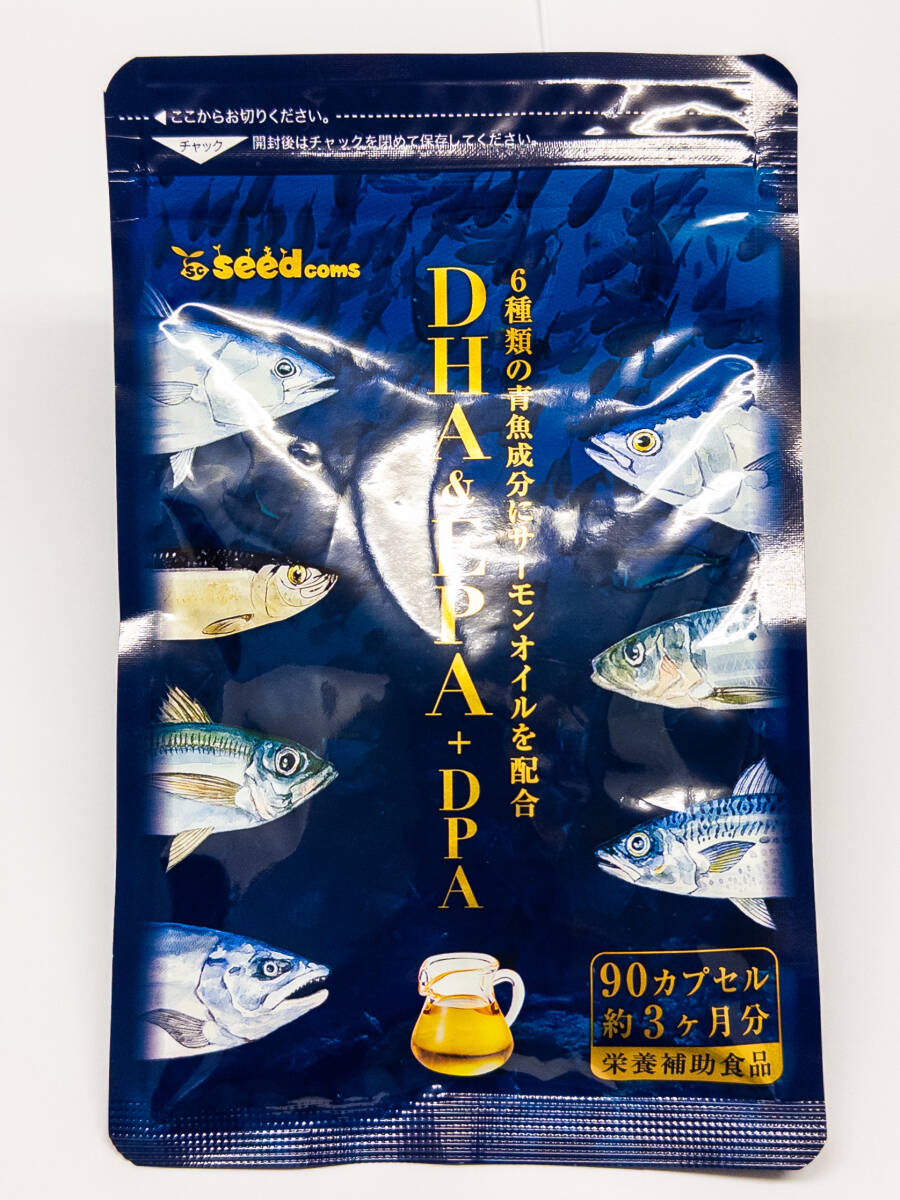 ここからお切りください。
チャック
開封後はチャックを閉めて保存してください。
sc seedcoms
6種類の青魚成分にサーモンオイルを配合
DHA&EPA+DPA
90カプセル
約3ヶ月分
栄養補助食品